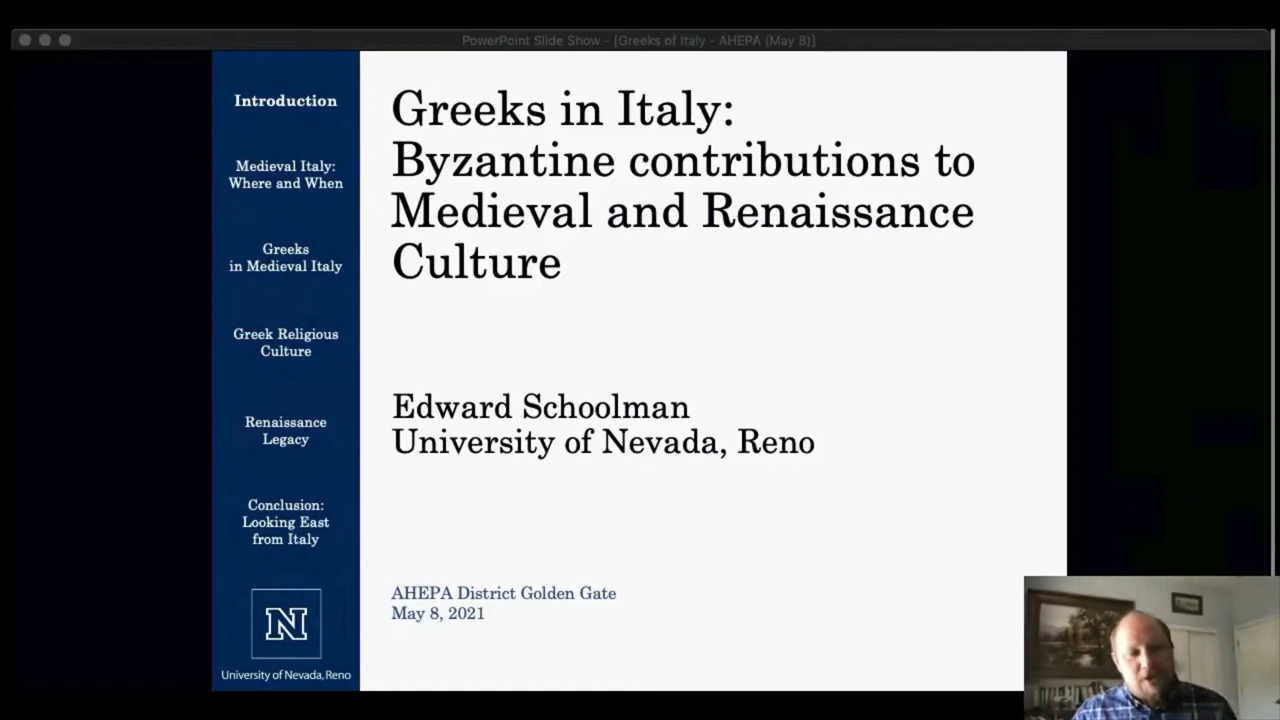 PowerPoint Slide Show - [Greeks of Italy - AHEPA (May 8)]
Introduction
Medieval Italy:
Where and When
Greeks
in Medieval Italy
Greek Religious
Culture
Renaissance
Legacy
Conclusion:
Looking East
from Italy
N
University of Nevada, Reno
Greeks in Italy:
Byzantine contributions to
Medieval and Renaissance
Culture
Edward Schoolman
University of Nevada, Reno
AHEPA District Golden Gate
May 8, 2021